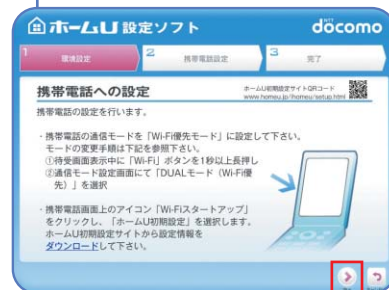 ホームU 設定ソフト
NTT
döcomo
1 環境設定
2 携帯電話設定
3 完了
携帯電話への設定
ホームU初期設定サイトQRコード
www.homeu.jp/homeu/setup.html
携帯電話の設定を行います。
・携帯電話の通信モードを「Wi-Fi優先モード」に設定して下さい。
モードの変更手順は下記を参照下さい。
①待受画面表示中に「Wi-Fi」ボタンを1秒以上長押し
②通信モード設定画面にて「DUALモード（Wi-Fi優
先）」を選択
・携帯電話画面上のアイコン「Wi-Fiスタートアップ」
をクリックし、「ホームU初期設定」を選択します。
ホームU初期設定サイトから設定情報を
ダウンロードして下さい。